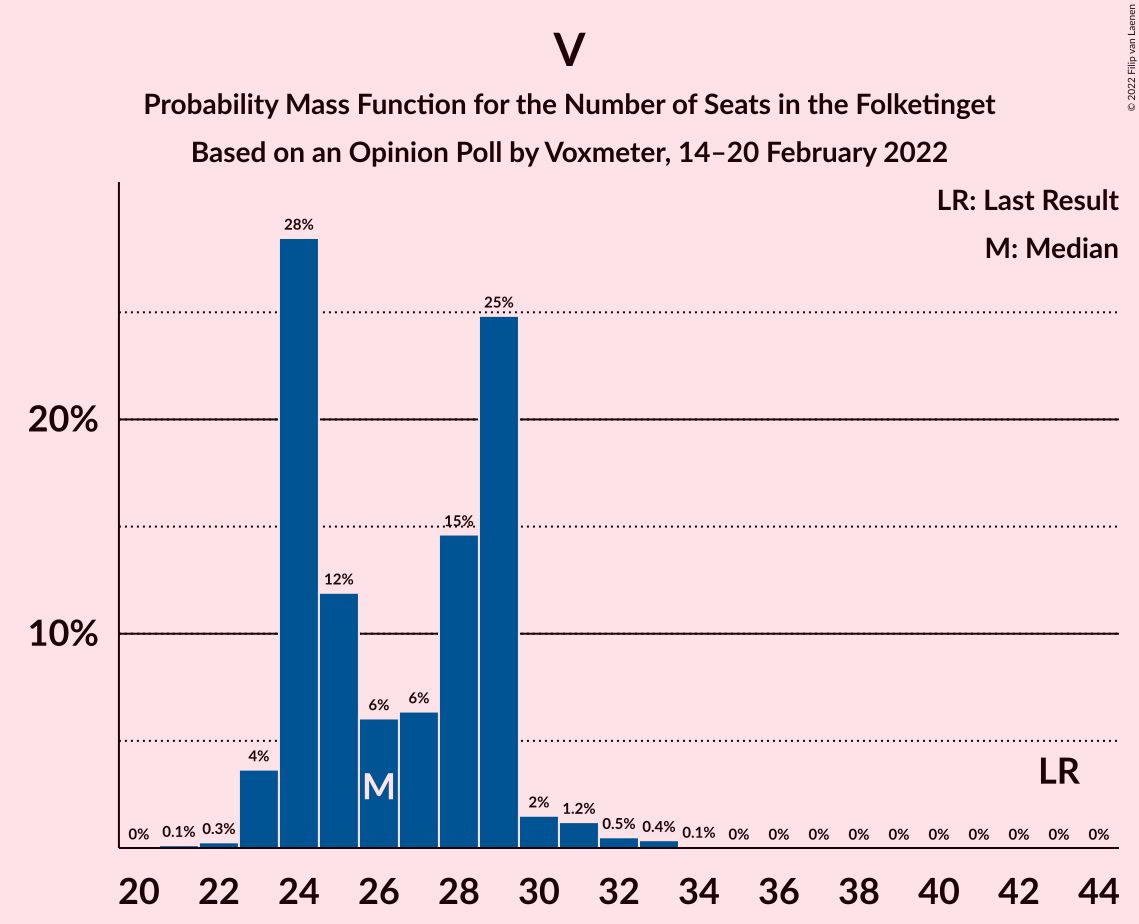 V
Probability Mass Function for the Number of Seats in the Folketinget
Based on an Opinion Poll by Voxmeter, 14–20 February 2022
© 2022 Filip van Laenen
LR: Last Result
M: Median
20%
10%
0% 0.1% 0.3% 4% 28% 12% 6% 6% 15% 25% 2% 1.2% 0.5% 0.4% 0.1% 0% 0% 0% 0% 0% 0% 0% 0% 0% 0%
M
LR
20 22 24 26 28 30 32 34 36 38 40 42 44